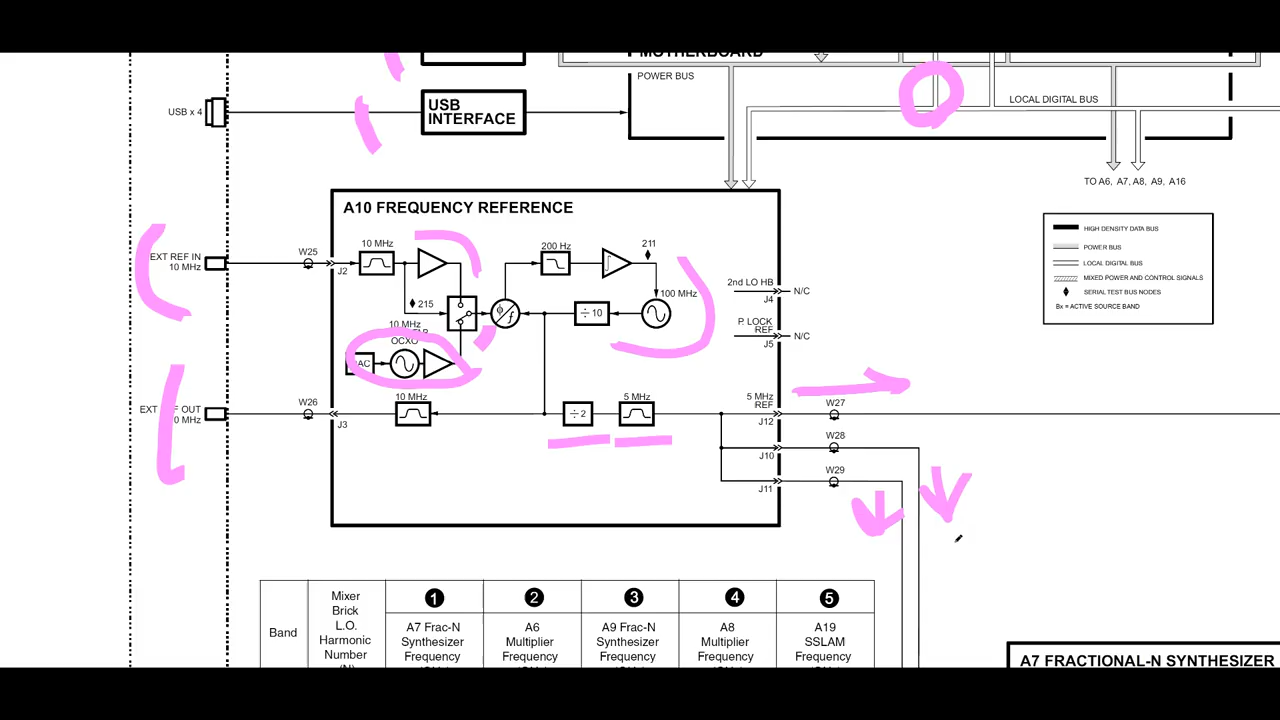 MOTHERBOARD
POWER BUS
USB x 4
USB
INTERFACE
LOCAL DIGITAL BUS
TO A6, A7, A8, A9, A16
A10 FREQUENCY REFERENCE
HIGH DENSITY DATA BUS
POWER BUS
LOCAL DIGITAL BUS
MIXED POWER AND CONTROL SIGNALS
SERIAL TEST BUS NODES
Bx = ACTIVE SOURCE BAND
EXT REF IN
10 MHz
W25
J2
10 MHz
200 Hz
211
215
ϕ/f
÷ 10
100 MHz
2nd LO HB
J4
N/C
P. LOCK
REF
J5
N/C
10 MHz
OCXO
OUT
W26
J3
10 MHz
÷ 2
5 MHz
5 MHz
REF
J12
W27
J10
W28
J11
W29
Band
Mixer
Brick
L.O.
Harmonic
Number
(N)
1
A7 Frac-N
Synthesizer
Frequency
2
A6
Multiplier
Frequency
3
A9 Frac-N
Synthesizer
Frequency
4
A8
Multiplier
Frequency
5
A19
SSLAM
Frequency
A7 FRACTIONAL-N SYNTHESIZER